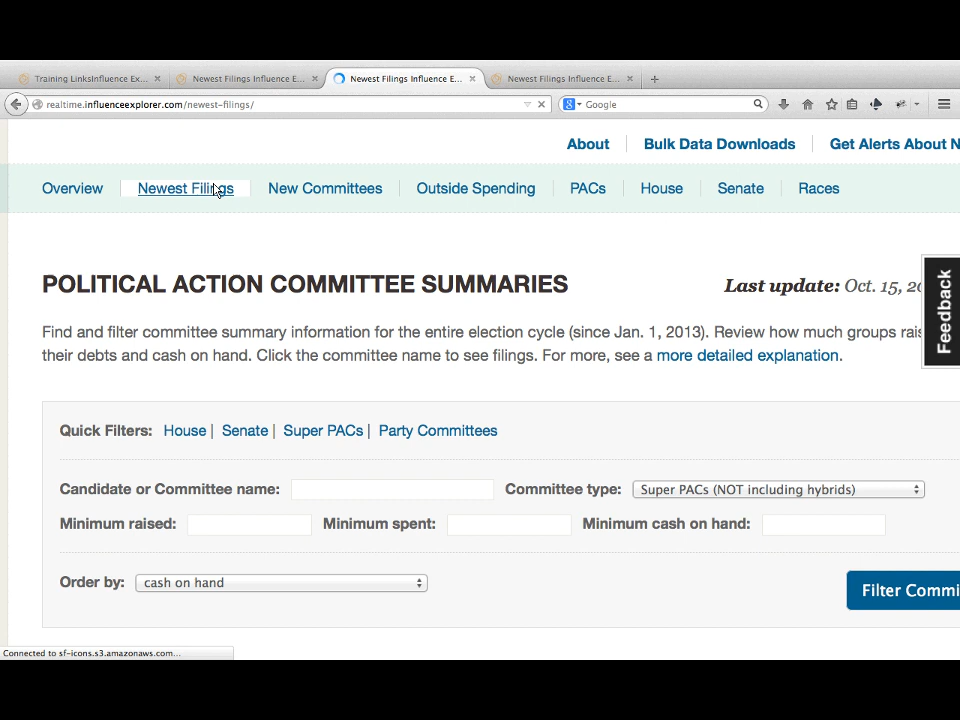 Training LinksInfluence Ex... Newest Filings Influence E... Newest Filings Influence E... Newest Filings Influence E...
realtime.influenceexplorer.com/newest-filings/ Google
About Bulk Data Downloads Get Alerts About N
Overview Newest Filings New Committees Outside Spending PACs House Senate Races
POLITICAL ACTION COMMITTEE SUMMARIES Last update: Oct. 15, 20
Feedback
Find and filter committee summary information for the entire election cycle (since Jan. 1, 2013). Review how much groups rais
their debts and cash on hand. Click the committee name to see filings. For more, see a more detailed explanation.
Quick Filters: House | Senate | Super PACs | Party Committees
Candidate or Committee name: Committee type: Super PACs (NOT including hybrids)
Minimum raised: Minimum spent: Minimum cash on hand:
Order by: cash on hand Filter Commi
Connected to sf-icons.s3.amazonaws.com...